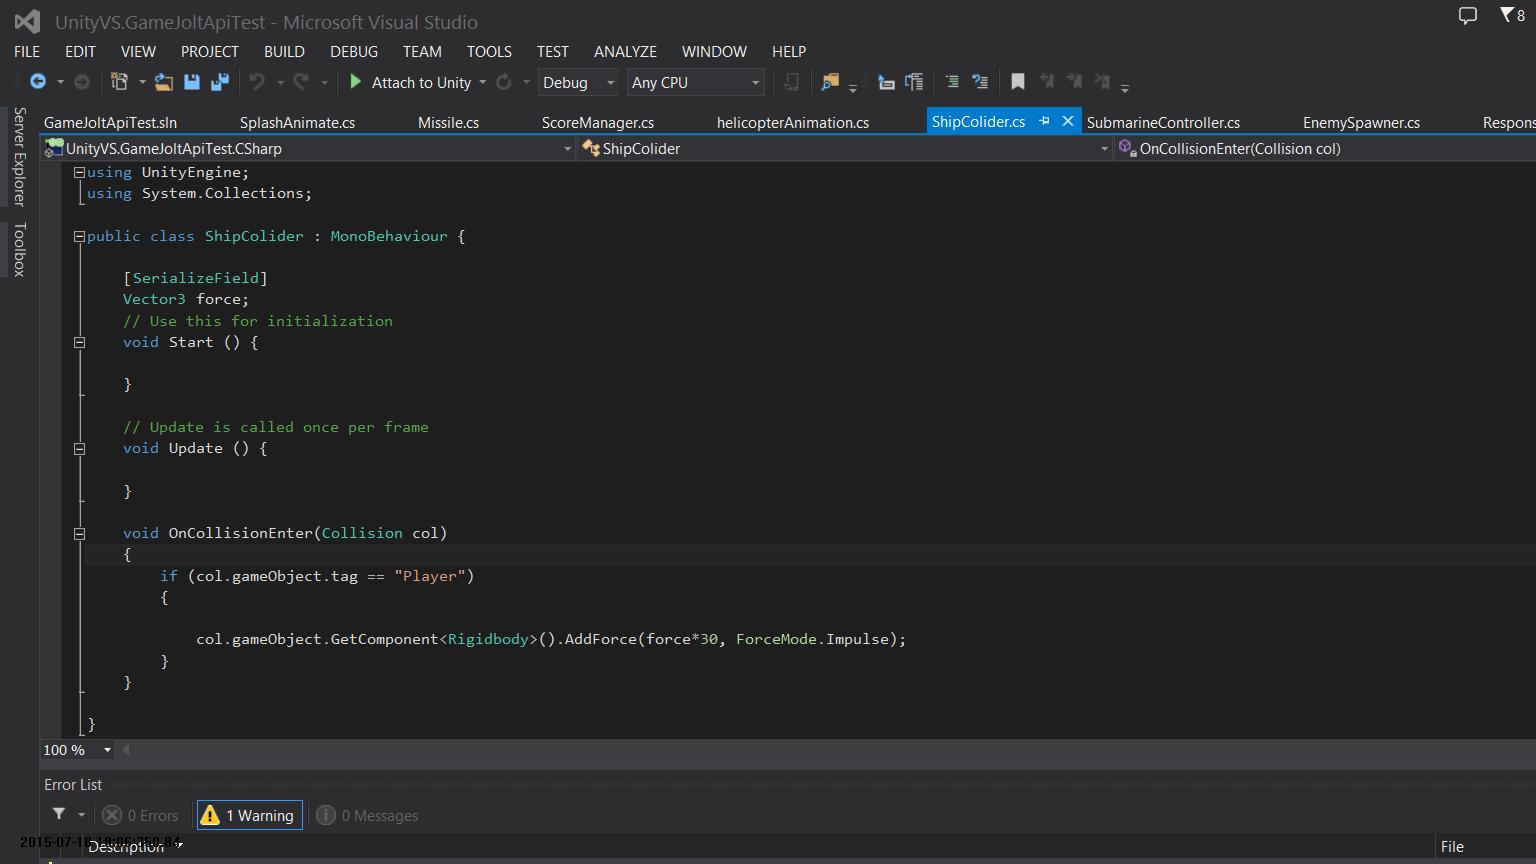 UnityVS.GameJoltApiTest - Microsoft Visual Studio
8
FILE EDIT VIEW PROJECT BUILD DEBUG TEAM TOOLS TEST ANALYZE WINDOW HELP
Attach to Unity Debug Any CPU
Server Explorer
Toolbox
GameJoltApiTest.sln SplashAnimate.cs Missile.cs ScoreManager.cs helicopterAnimation.cs ShipColider.cs SubmarineController.cs EnemySpawner.cs Respons
UnityVS.GameJoltApiTest.CSharp ShipColider OnCollisionEnter(Collision col)
using UnityEngine;
using System.Collections;
public class ShipColider : MonoBehaviour {
[SerializeField]
Vector3 force;
// Use this for initialization
void Start () {
}
// Update is called once per frame
void Update () {
}
void OnCollisionEnter(Collision col)
{
if (col.gameObject.tag == "Player")
{
col.gameObject.GetComponent<Rigidbody>().AddForce(force*30, ForceMode.Impulse);
}
}
}
100 %
Error List
0 Errors 1 Warning 0 Messages
Description File